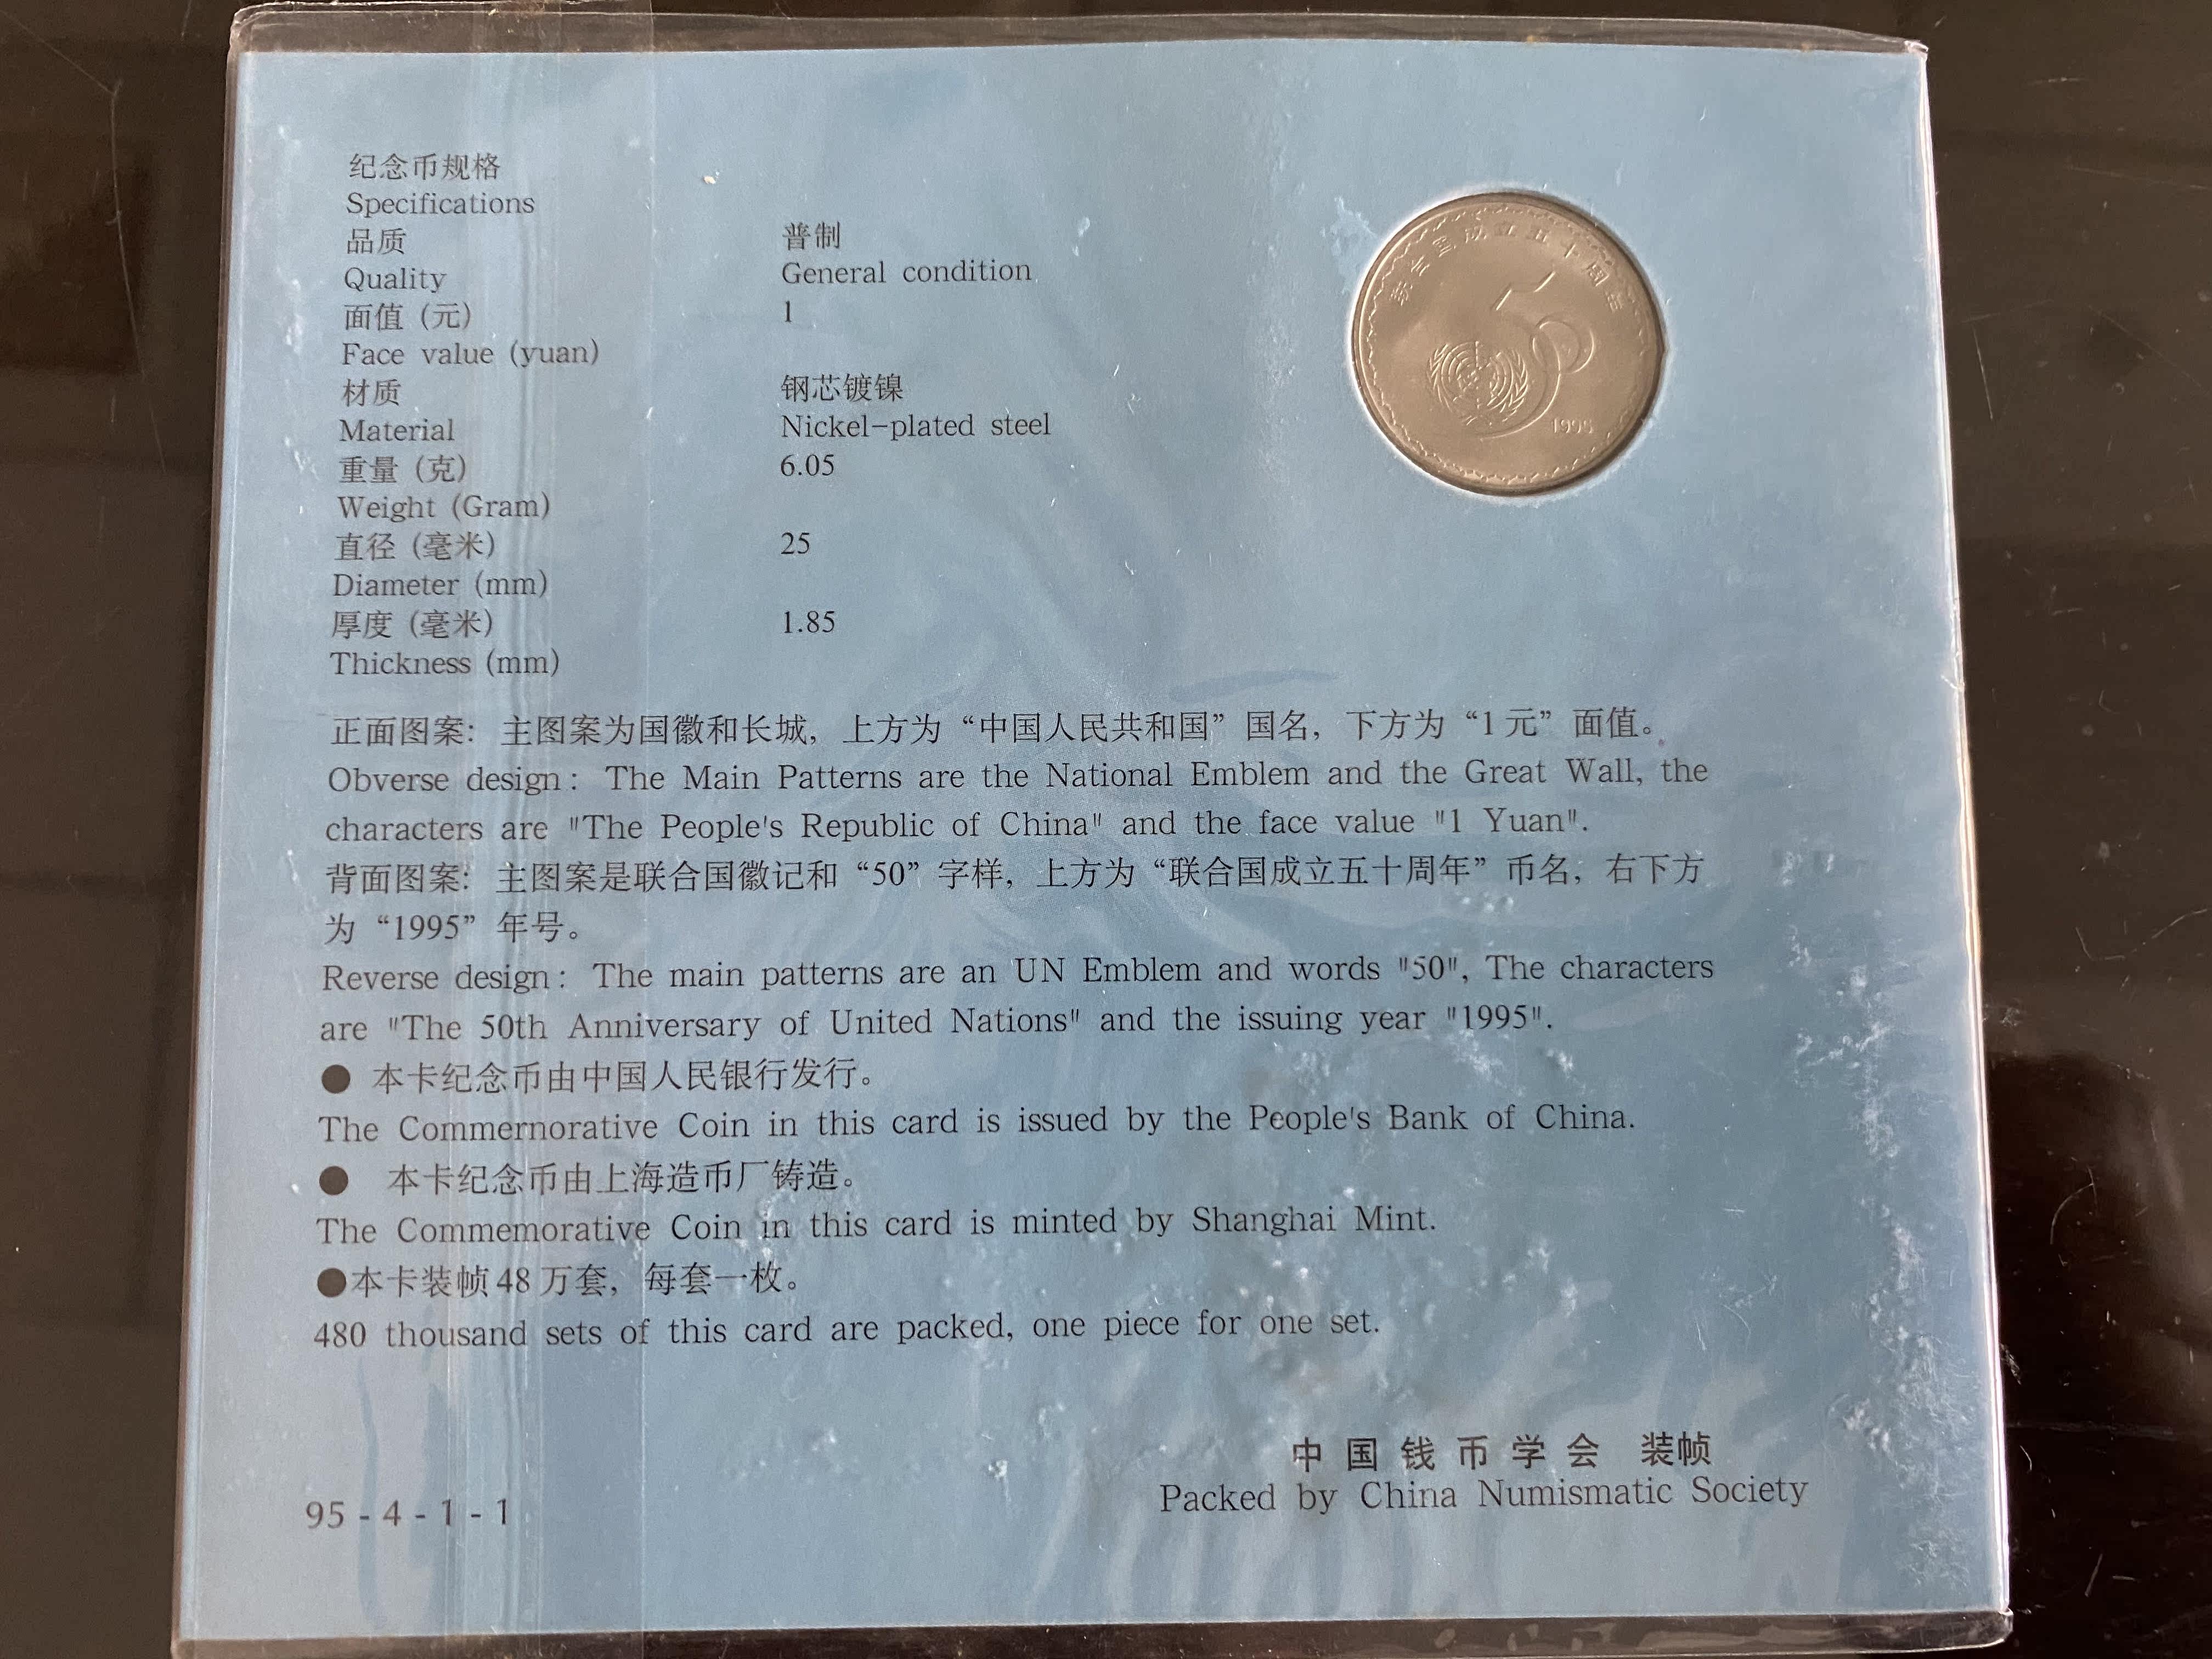 纪念币规格
Specifications
品质 普制
Quality General condition
面值 (元) 1
Face value (yuan)
材质 钢芯镀镍
Material Nickel-plated steel
重量 (克) 6.05
Weight (Gram)
直径 (毫米) 25
Diameter (mm)
厚度 (毫米) 1.85
Thickness (mm)
联合国成立五十周年
1995
正面图案: 主图案为国徽和长城, 上方为 “中国人民共和国” 国名, 下方为 “1 元” 面值。
Obverse design: The Main Patterns are the National Emblem and the Great Wall, the
characters are "The People's Republic of China" and the face value "1 Yuan".
背面图案: 主图案是联合国徽记和 “50” 字样, 上方为 “联合国成立五十周年” 币名, 右下方
为 “1995” 年号。
Reverse design: The main patterns are an UN Emblem and words "50", The characters
are "The 50th Anniversary of United Nations" and the issuing year "1995".
● 本卡纪念币由中国人民银行发行。
The Commernorative Coin in this card is issued by the People's Bank of China.
● 本卡纪念币由上海造币厂铸造。
The Commemorative Coin in this card is minted by Shanghai Mint.
●本卡装帧 48 万套, 每套一枚。
480 thousand sets of this card are packed, one piece for one set.
中国钱币学会 装帧
Packed by China Numismatic Society
95 - 4 - 1 - 1